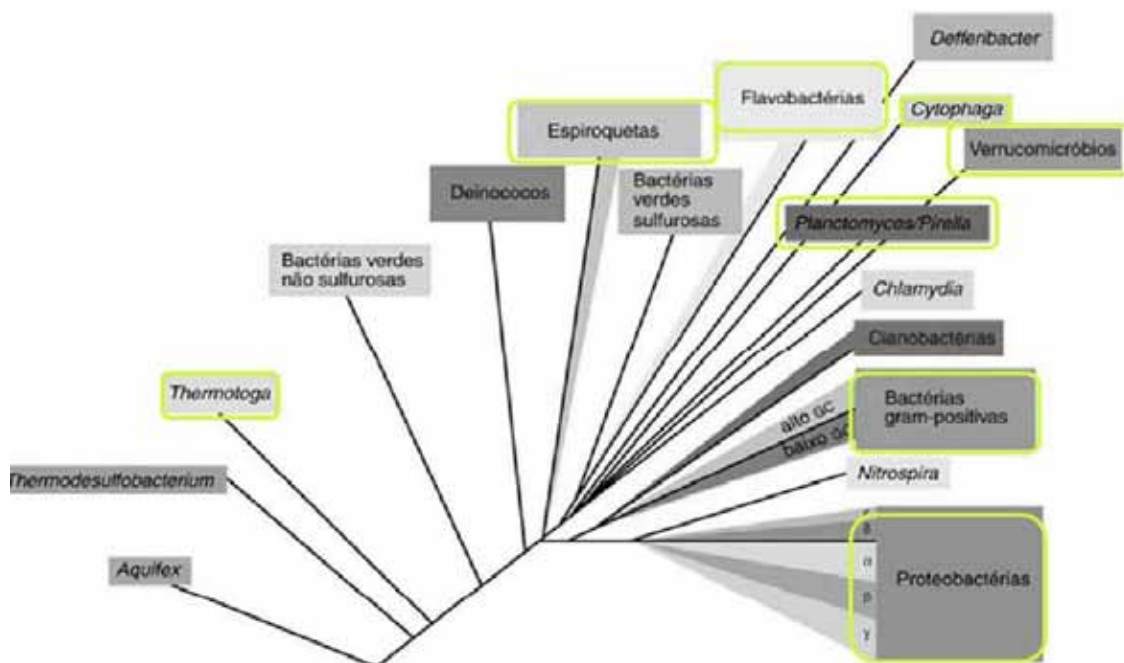 Deffenbacter
Flavobactérias
Cytophaga
Espiroquetas
Verrucomicróbios
Deinococos
Bactérias
verdes
sulfurosas
Planctomyces/Pirella
Bactérias verdes
não sulfurosas
Chlamydia
Cianobactérias
Thermotoga
Bactérias
gram-positivas
alto GC
baixo GC
Nitrospira
Thermodesulfobacterium
δ
α
Proteobactérias
Aquifex
γ